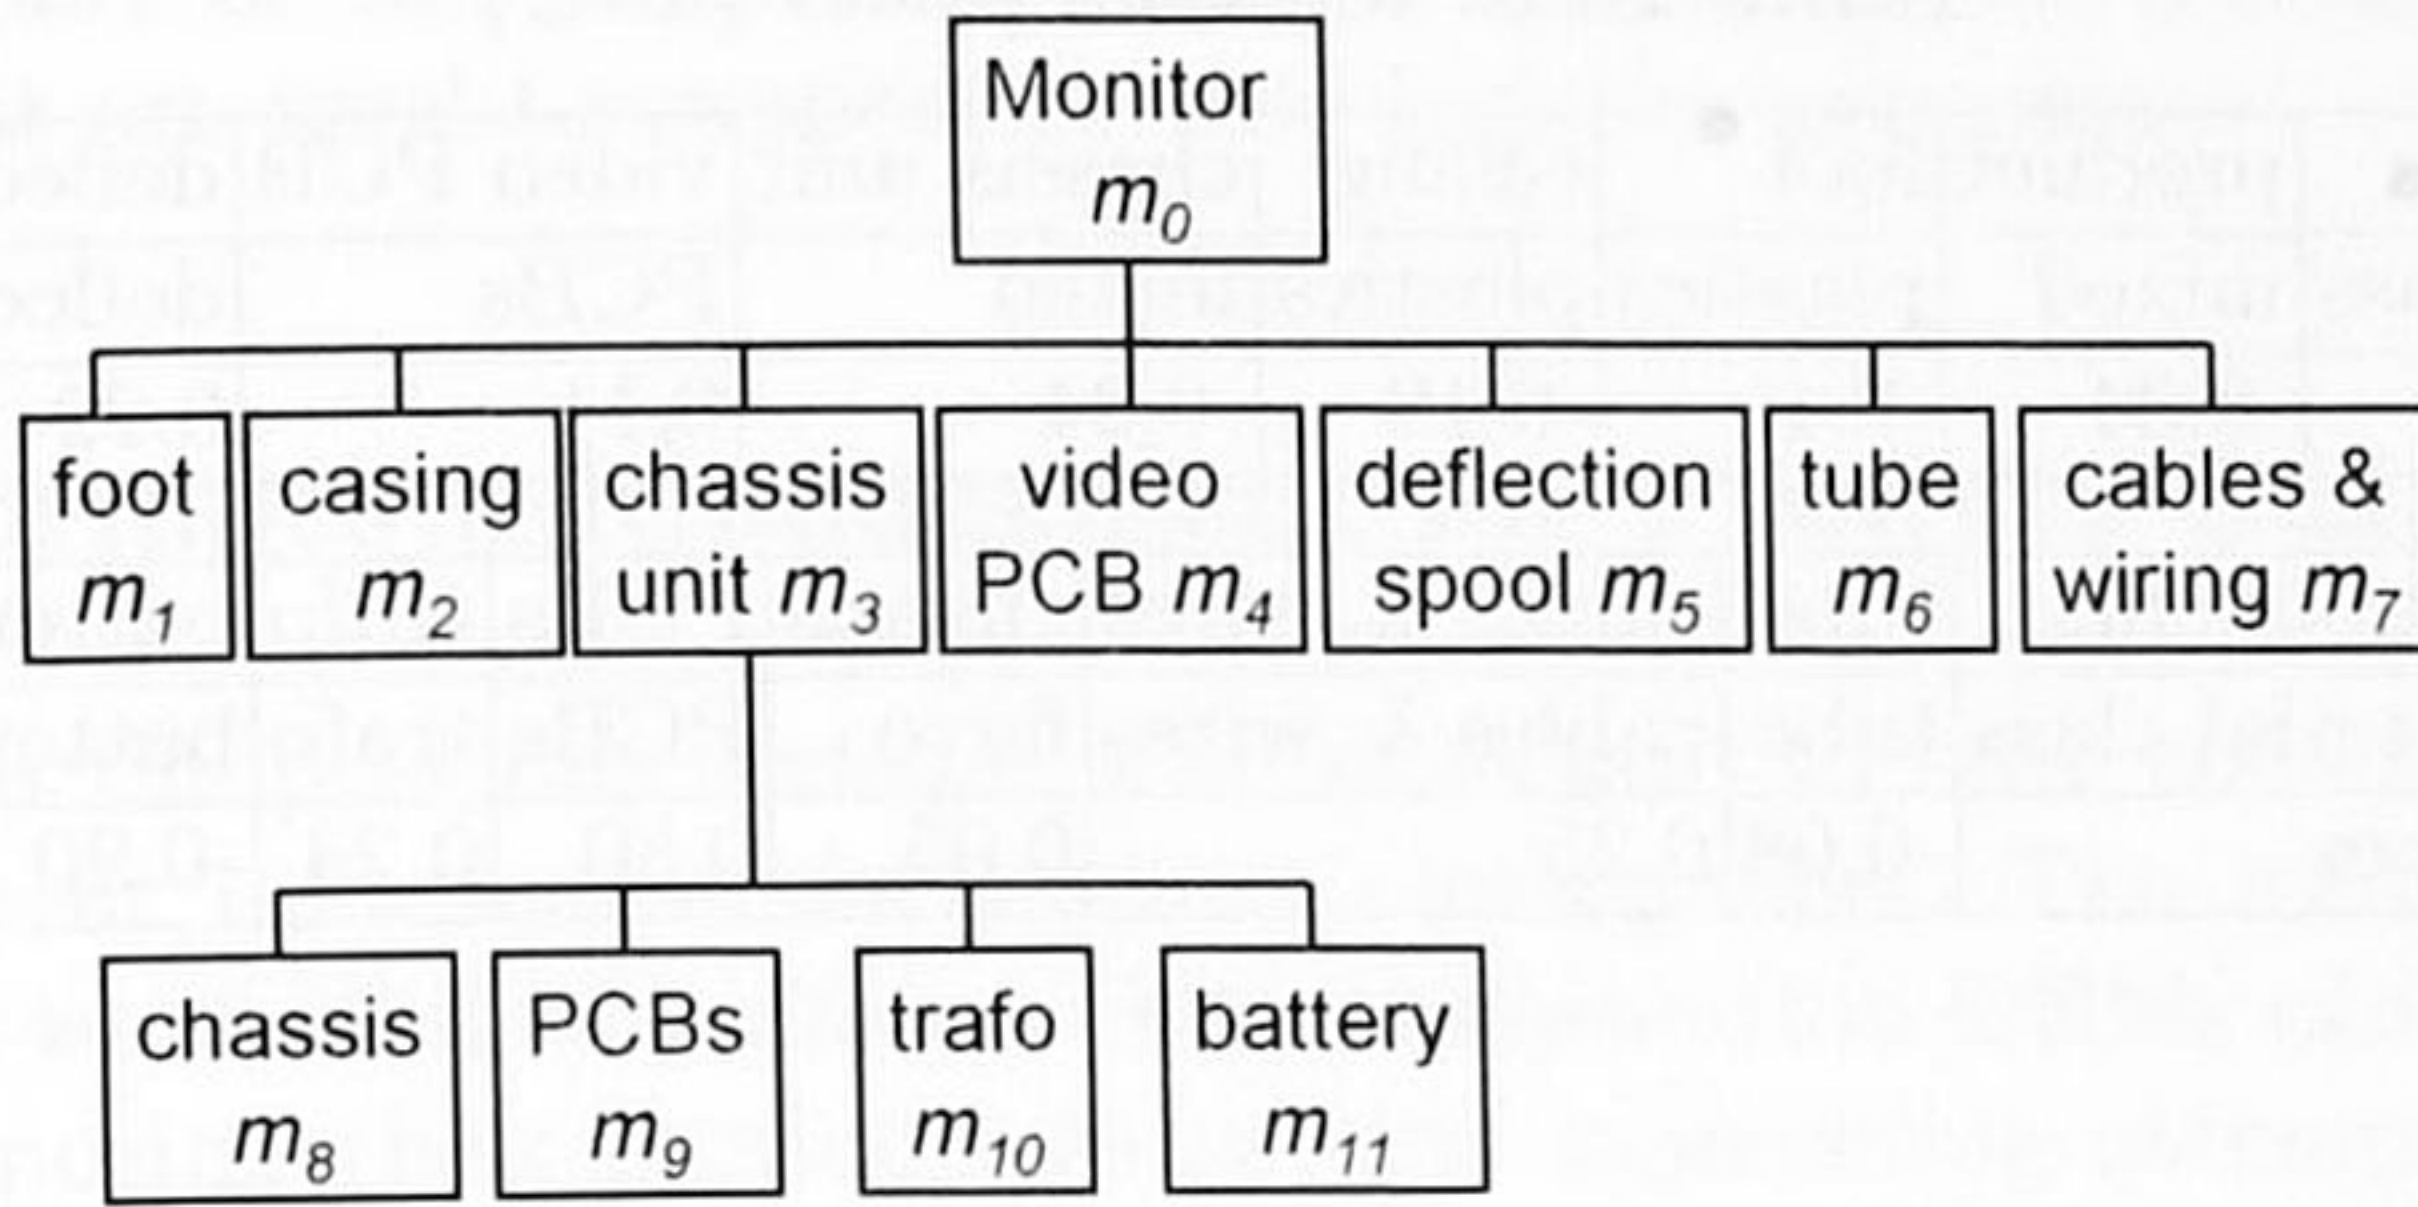 Monitor
m0
foot
m1
casing
m2
chassis
unit m3
video
PCB m4
deflection
spool m5
tube
m6
cables &
wiring m7
chassis
m8
PCBs
m9
trafo
m10
battery
m11